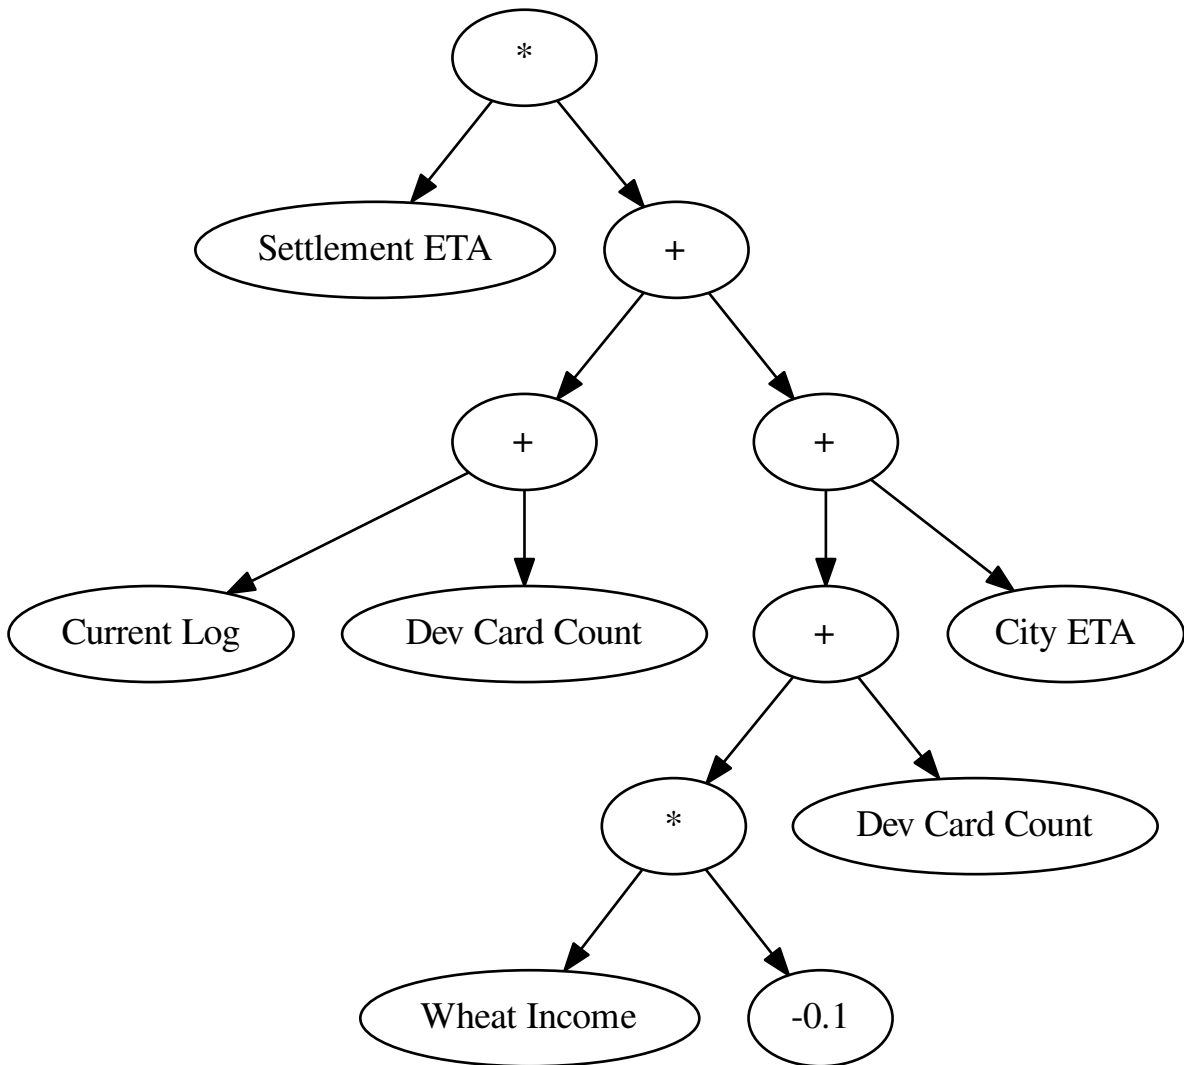 *
Settlement ETA
+
+
+
Current Log
Dev Card Count
+
City ETA
*
Dev Card Count
Wheat Income
-0.1